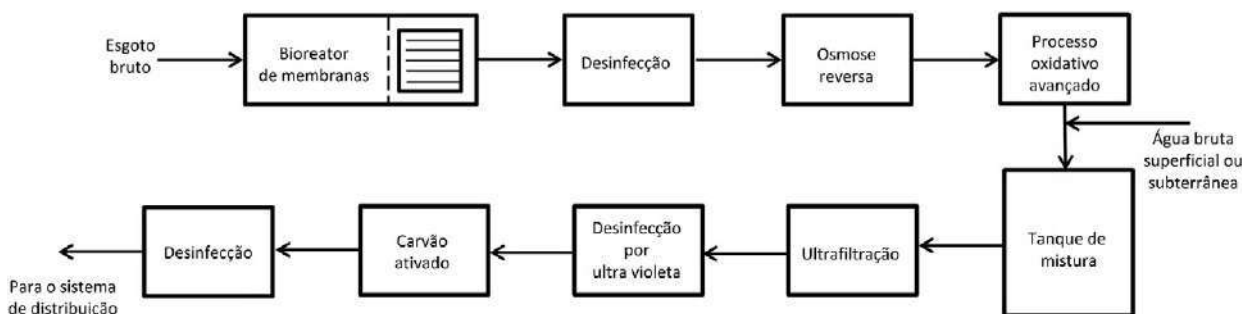 Esgoto
bruto
Bioreator
de membranas
Desinfecção
Osmose
reversa
Processo
oxidativo
avançado
Água bruta
superficial ou
subterrânea
Tanque de
mistura
Ultrafiltração
Desinfecção
por
ultra violeta
Carvão
ativado
Desinfecção
Para o sistema
de distribuição